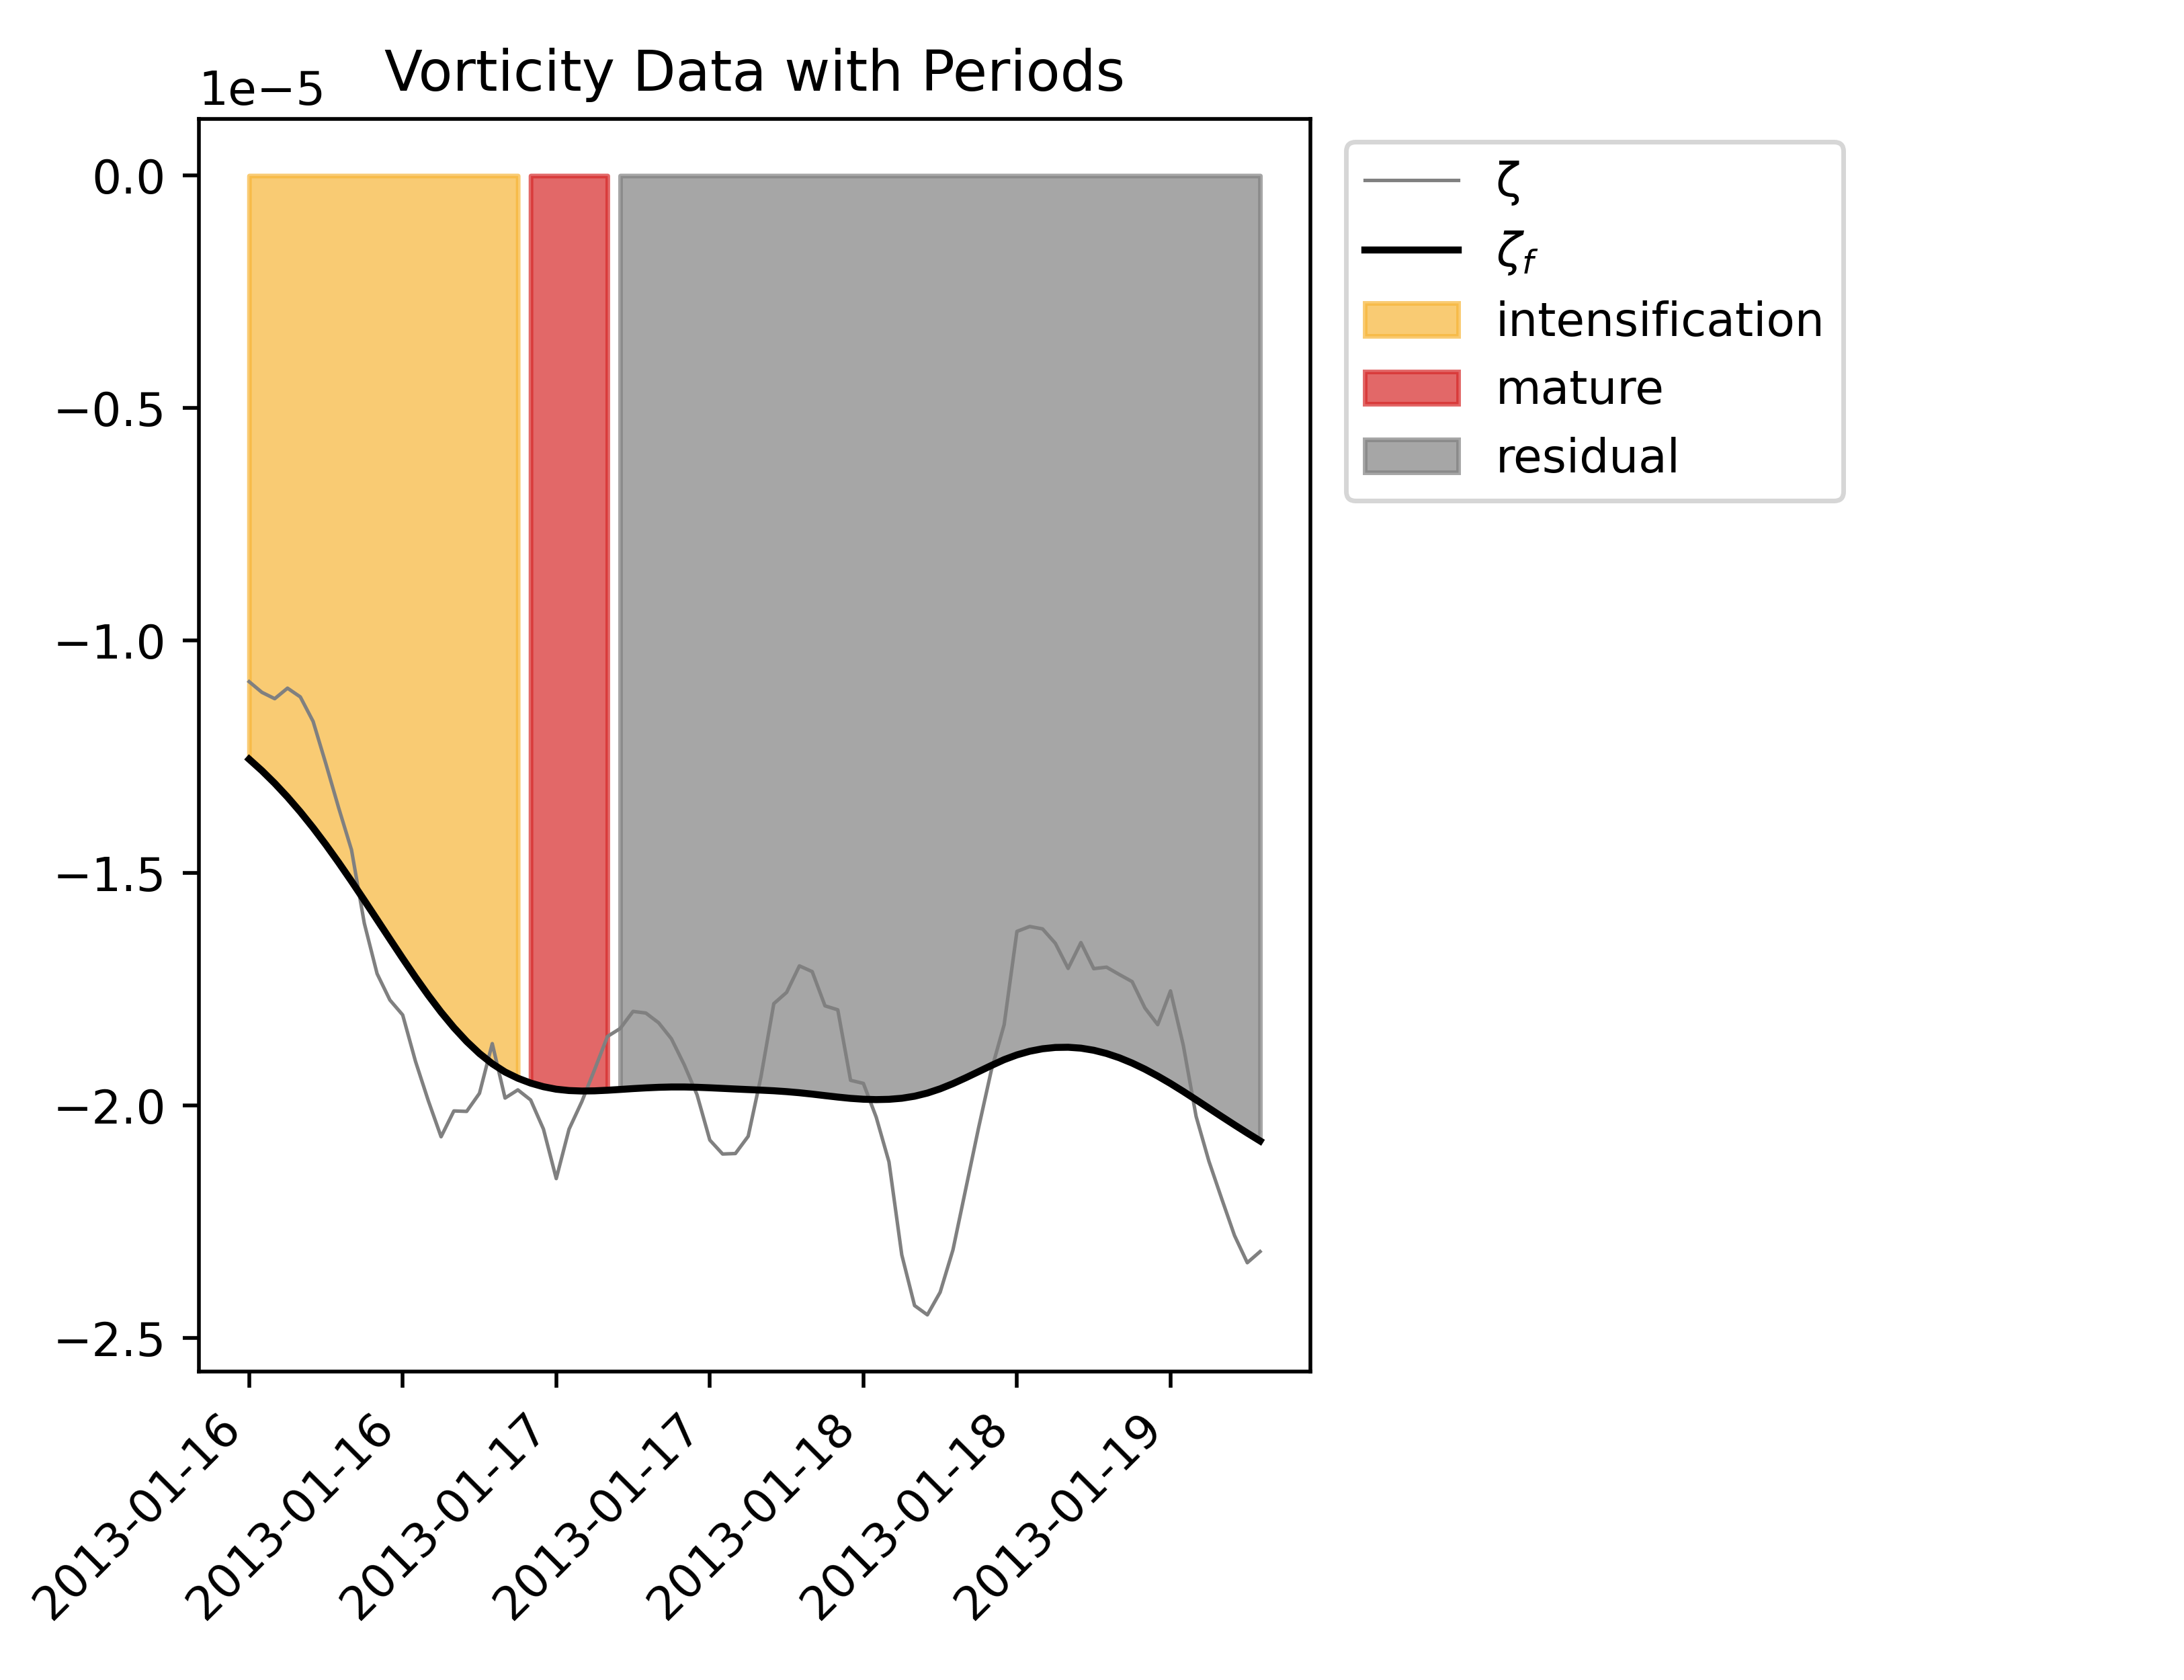 Vorticity Data with Periods
1e−5
0.0
−0.5
−1.0
−1.5
−2.0
−2.5
2013-01-16
2013-01-16
2013-01-17
2013-01-17
2013-01-18
2013-01-18
2013-01-19
ζ
ζf
intensification
mature
residual